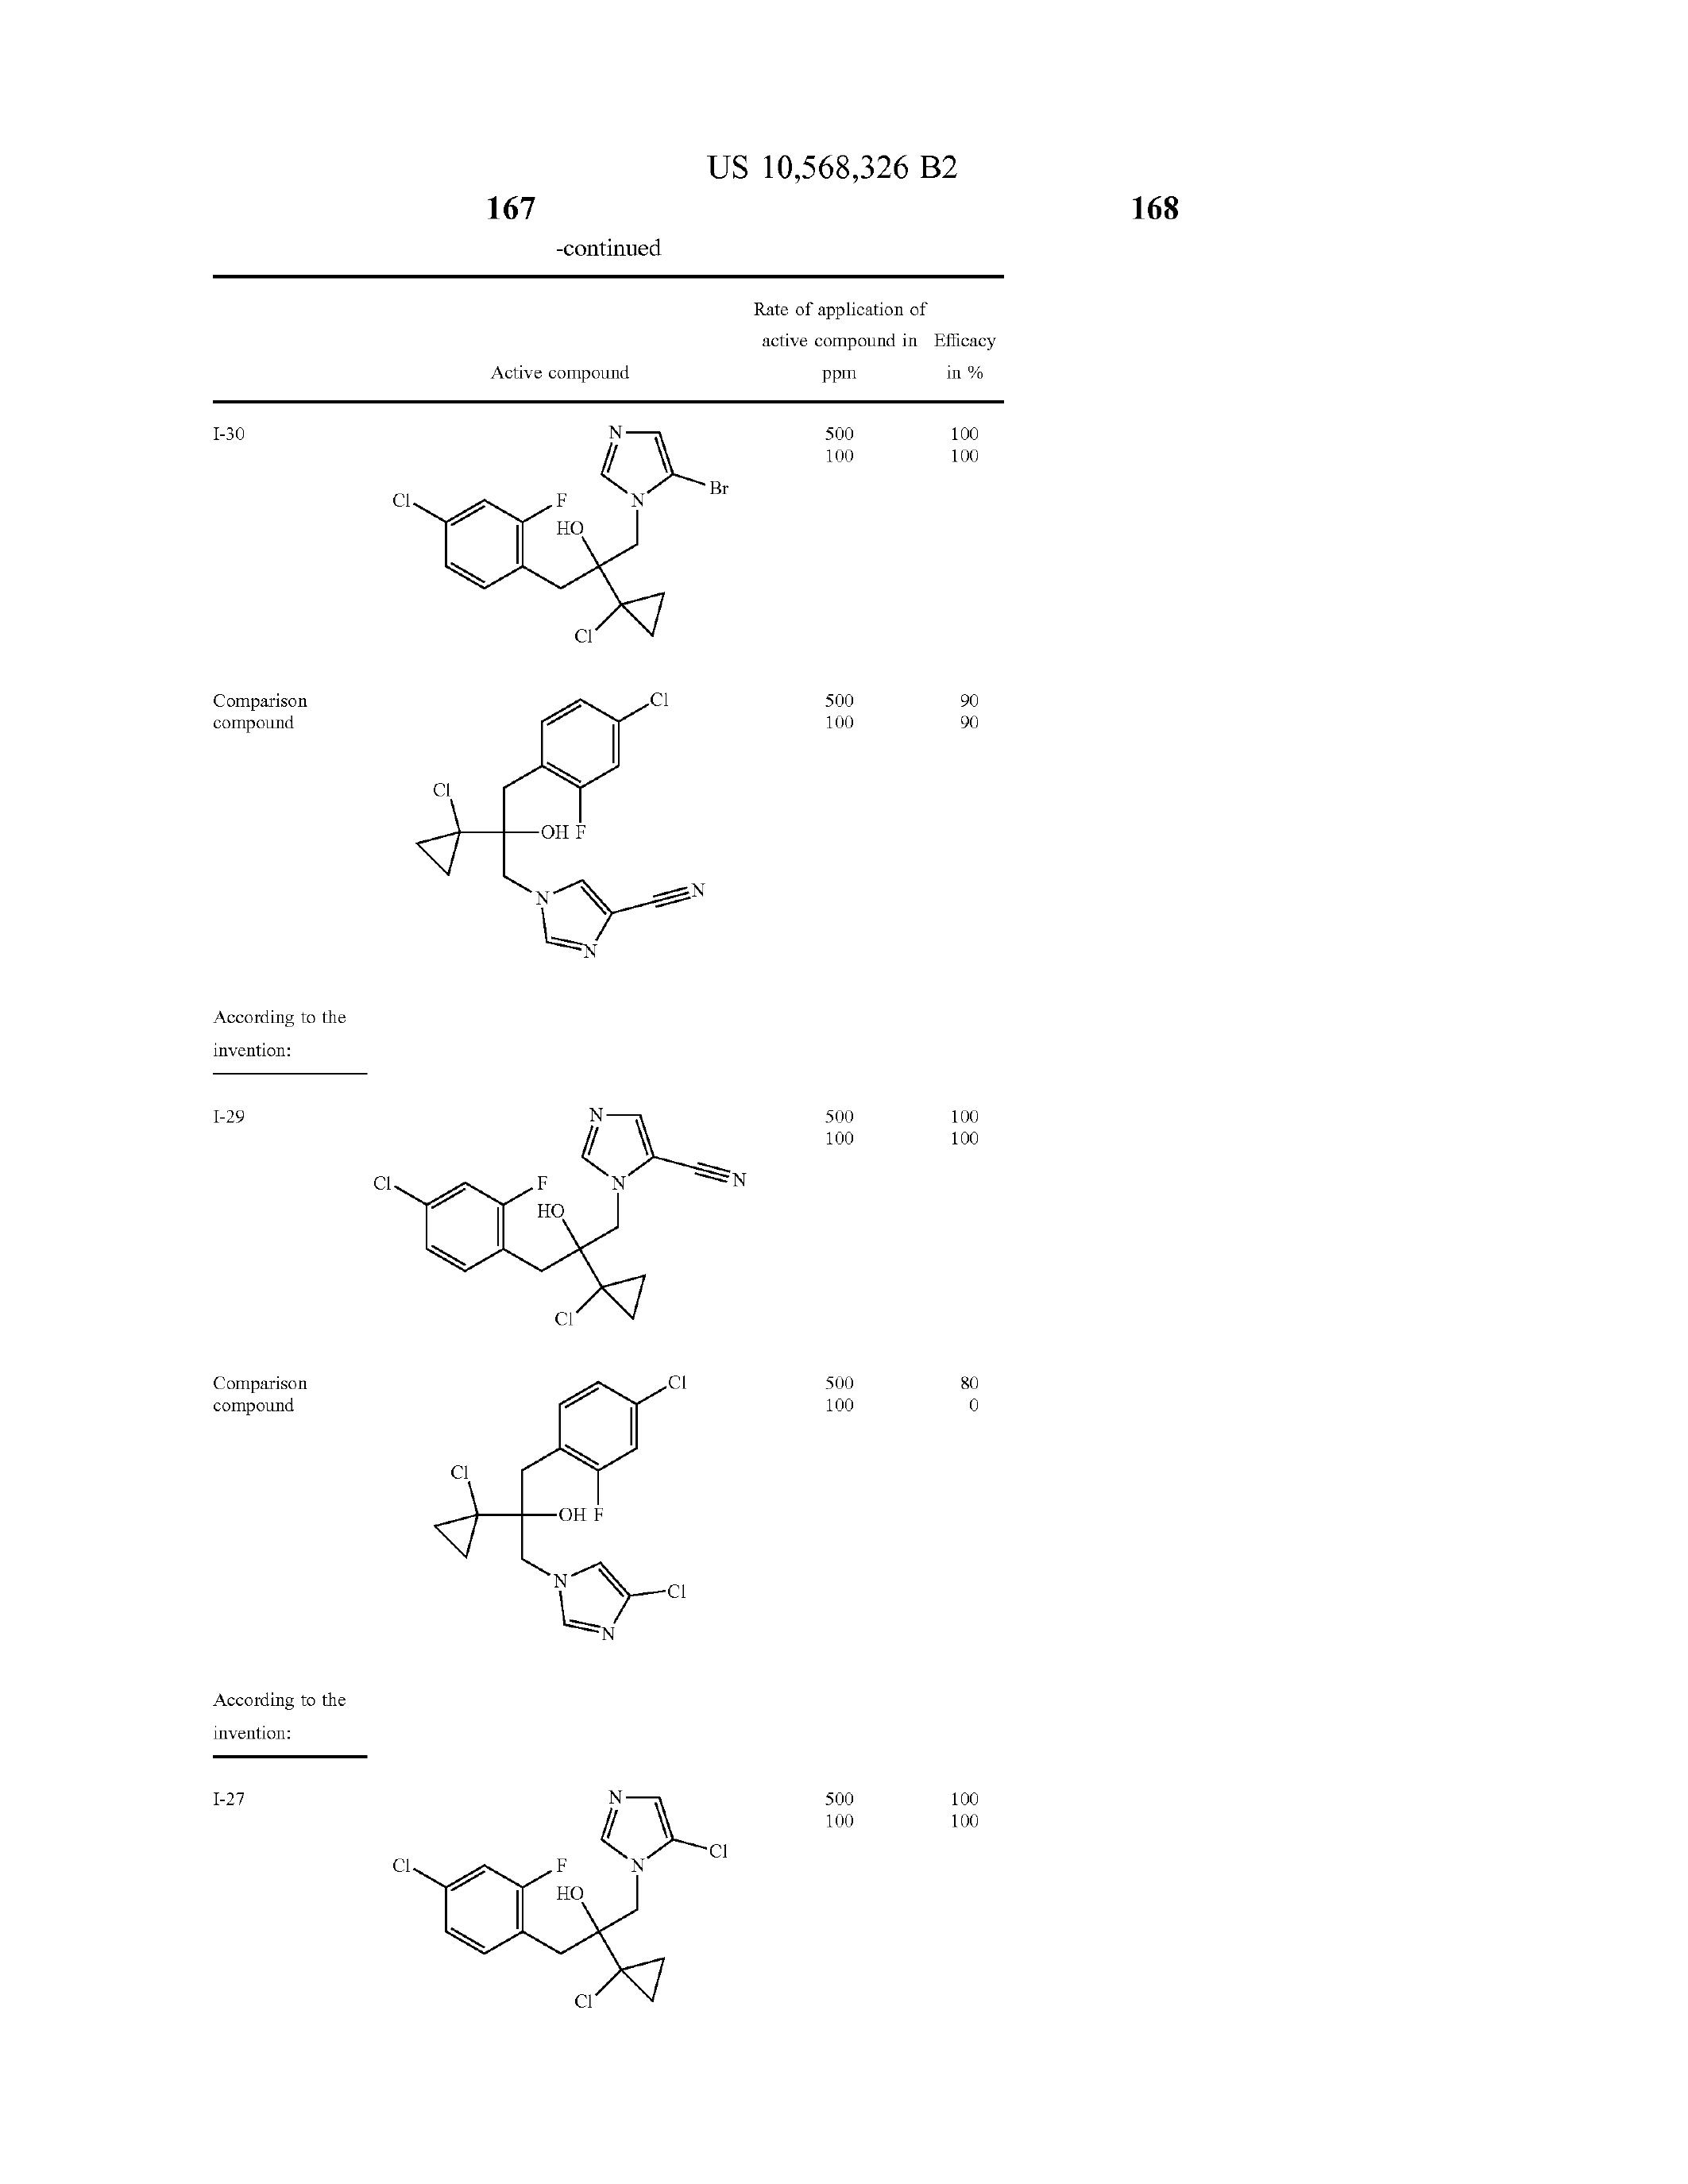 US 10,568,326 B2
167
168
-continued
Rate of application of
active compound in Efficacy
Active compound ppm in %
I-30 500 100
100 100
N
Br
N
Cl
F
HO
Cl
Comparison 500 90
compound 100 90
Cl
Cl
OH F
N
N
N
According to the
invention:
I-29 500 100
100 100
N
N
N
Cl
F
HO
Cl
Comparison 500 80
compound 100 0
Cl
Cl
OH F
N
Cl
N
According to the
invention:
I-27 500 100
100 100
N
Cl
N
Cl
F
HO
Cl